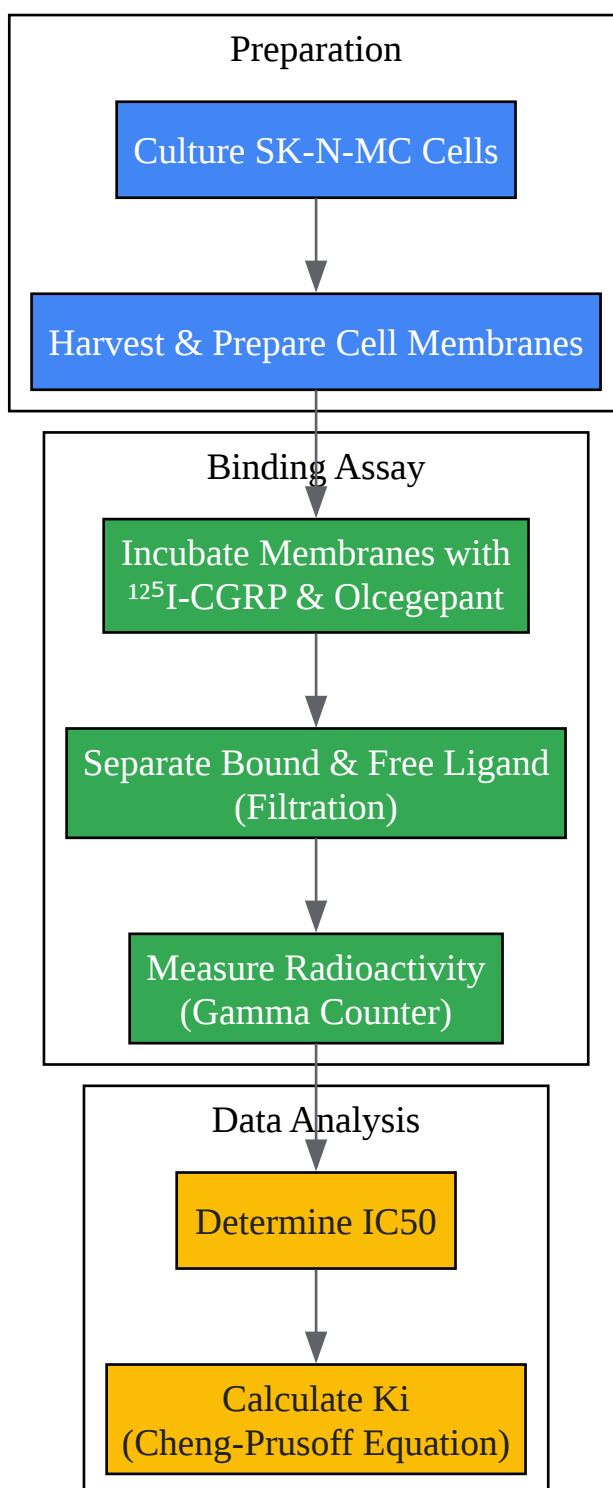 Preparation
Culture SK-N-MC Cells
Harvest & Prepare Cell Membranes
Binding Assay
Incubate Membranes with
¹²⁵I-CGRP & Olcegepant
Separate Bound & Free Ligand
(Filtration)
Measure Radioactivity
(Gamma Counter)
Data Analysis
Determine IC50
Calculate Ki
(Cheng-Prusoff Equation)